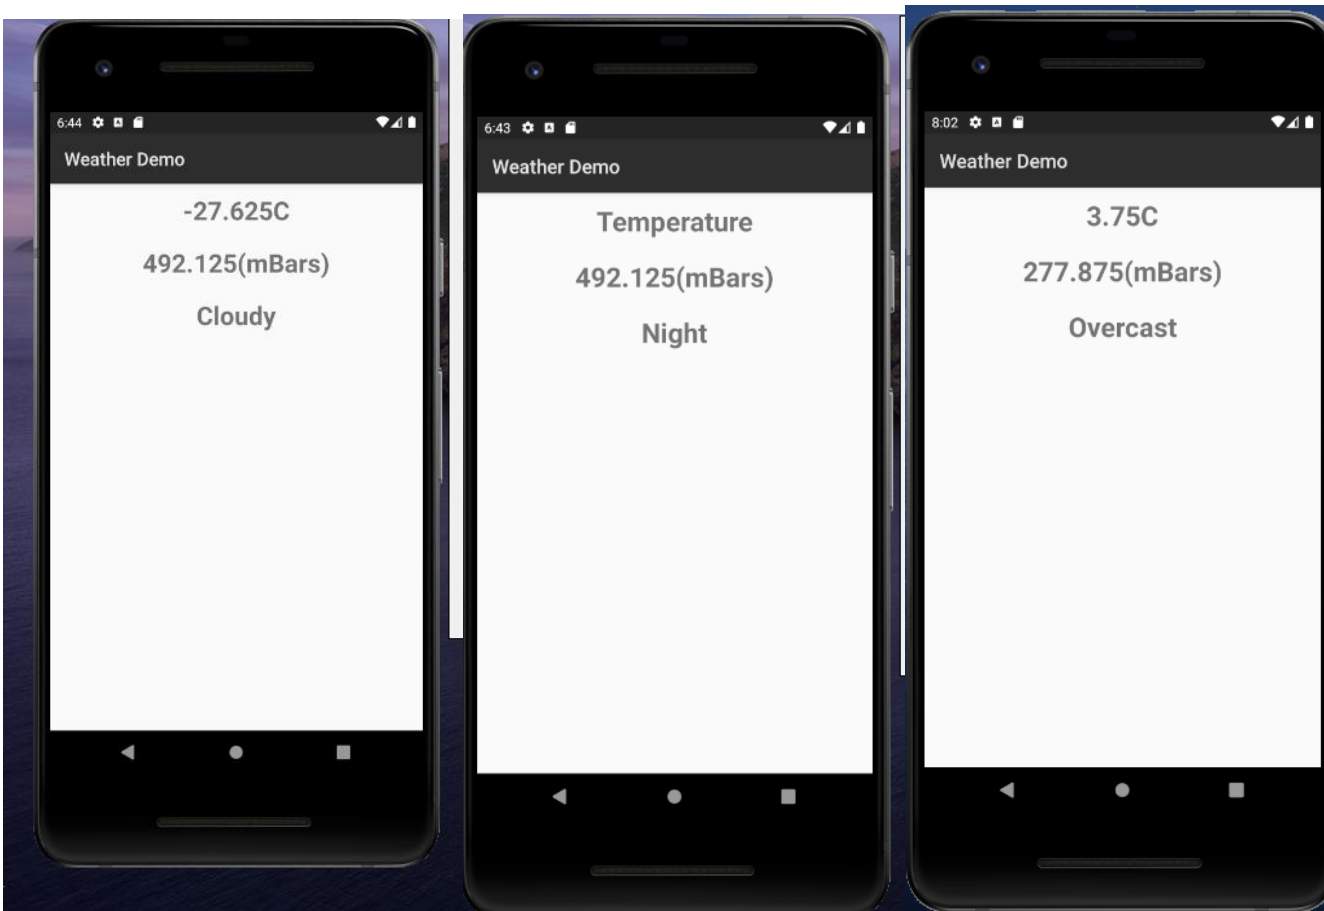 6:44
Weather Demo
-27.625C
492.125(mBars)
Cloudy
6:43
Weather Demo
Temperature
492.125(mBars)
Night
8:02
Weather Demo
3.75C
277.875(mBars)
Overcast